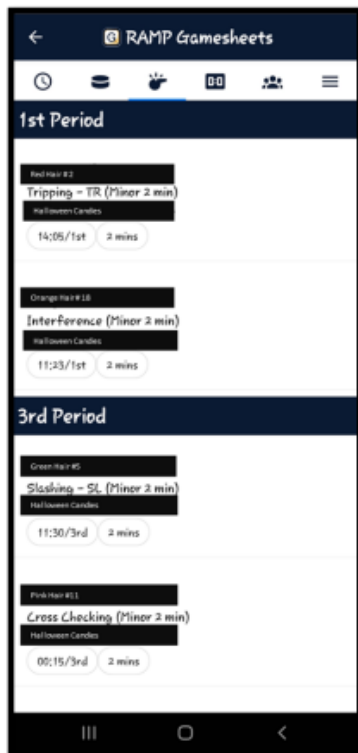 RAMP Gamesheets
1st Period
Red Hair #2
Tripping - TR (Minor 2 min)
Halloween Candies
14:05/1st 2 mins
Orange Hair #18
Interference (Minor 2 min)
Halloween Candies
11:23/1st 2 mins
3rd Period
Green Hair #5
Slashing - SL (Minor 2 min)
Halloween Candies
11:30/3rd 2 mins
Pink Hair #11
Cross Checking (Minor 2 min)
Halloween Candies
00:15/3rd 2 mins